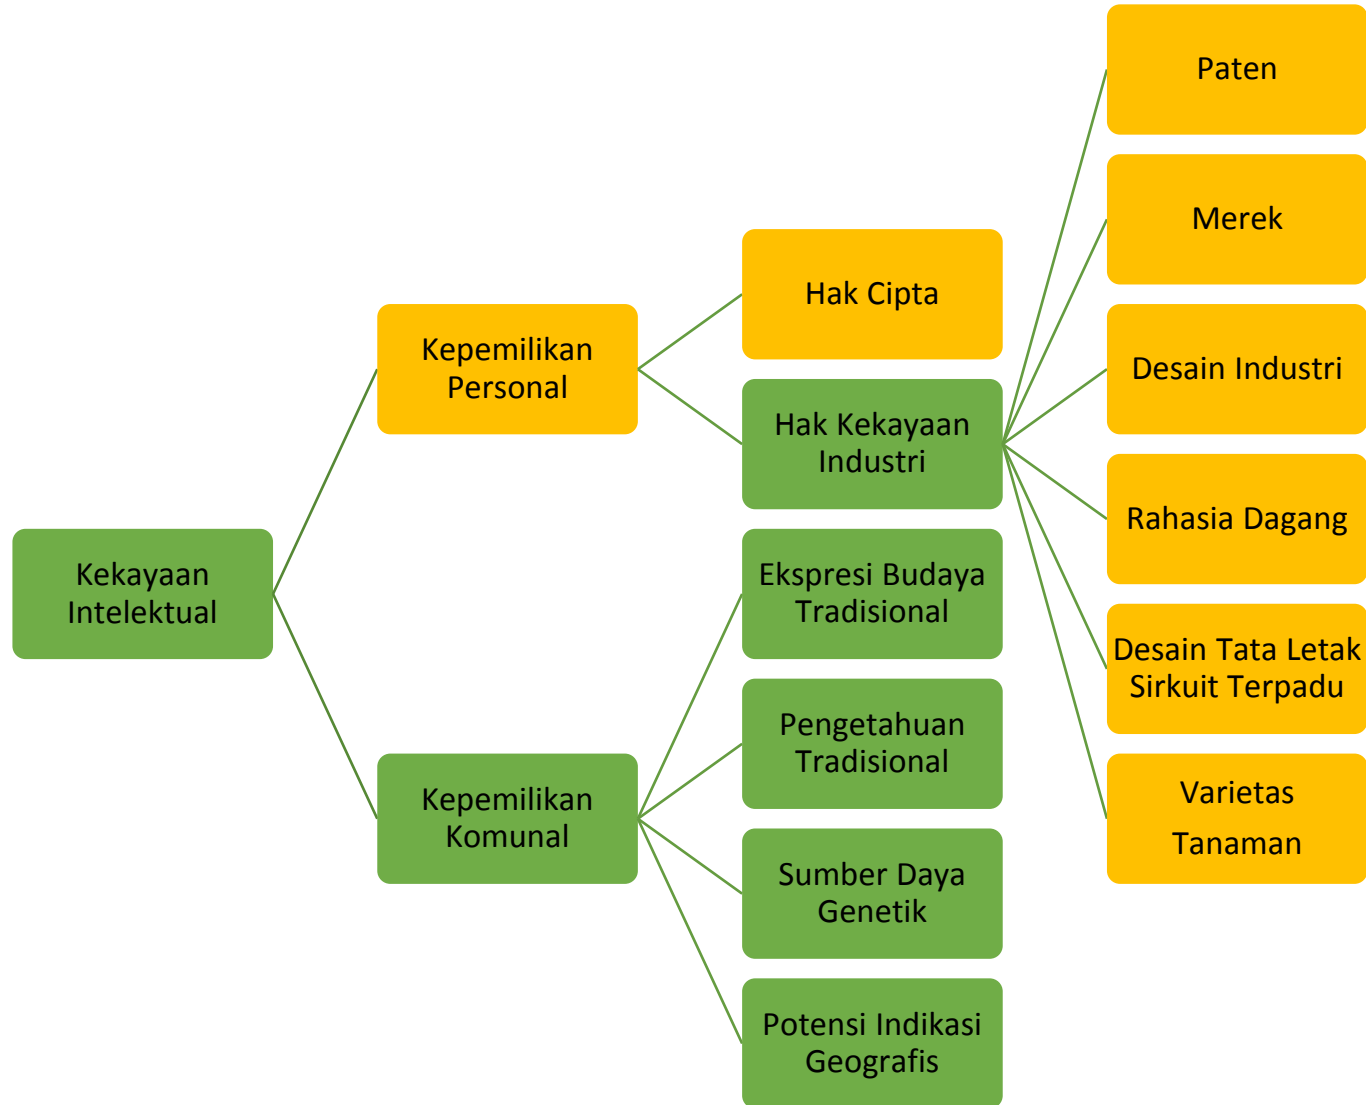 Kekayaan
Intelektual
Kepemilikan
Personal
Hak Cipta
Hak Kekayaan
Industri
Paten
Merek
Desain Industri
Rahasia Dagang
Desain Tata Letak
Sirkuit Terpadu
Varietas
Tanaman
Kepemilikan
Komunal
Ekspresi Budaya
Tradisional
Pengetahuan
Tradisional
Sumber Daya
Genetik
Potensi Indikasi
Geografis